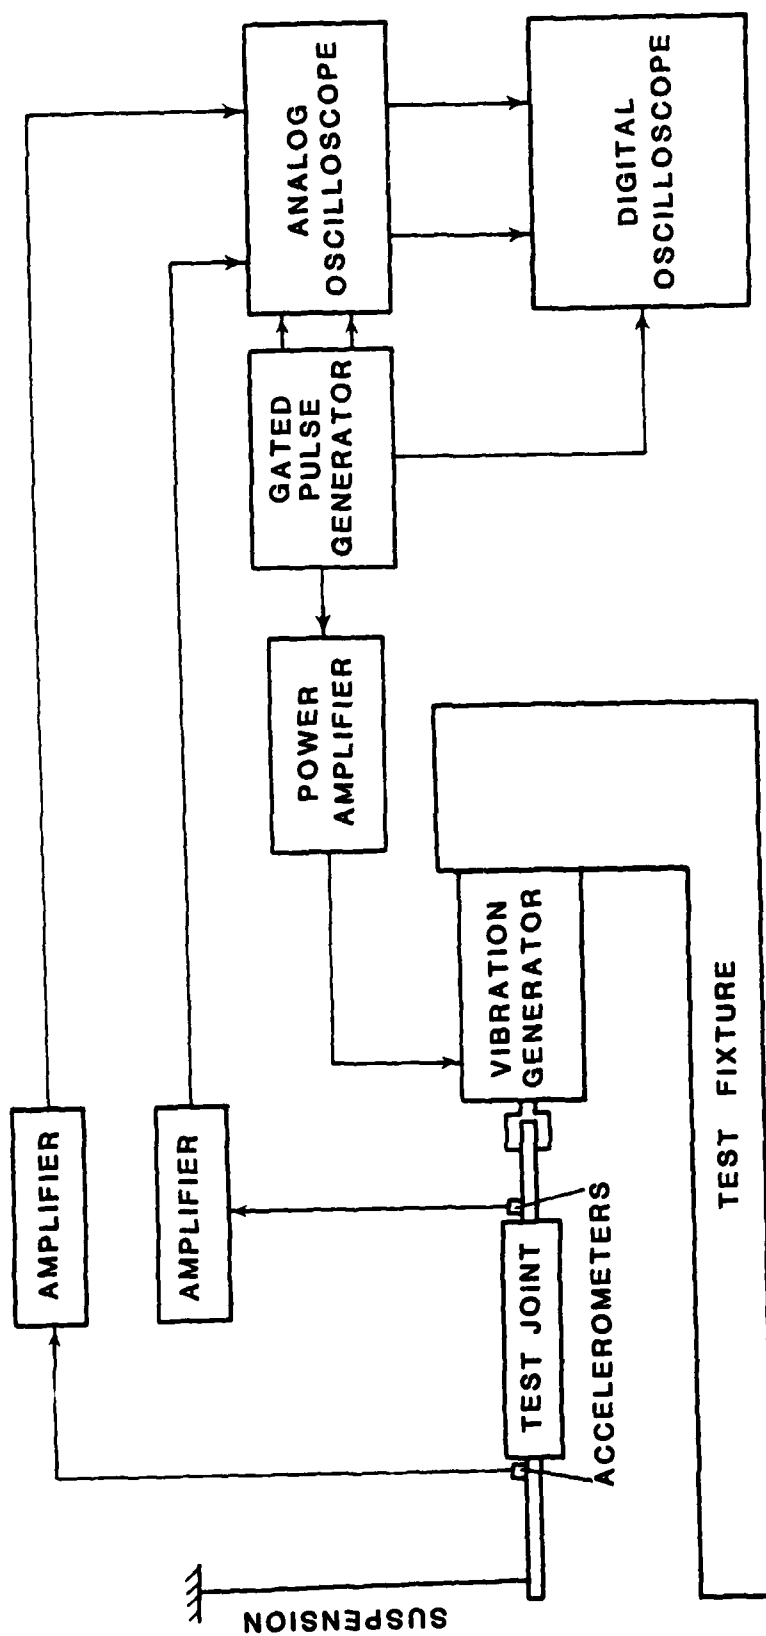 AMPLIFIER
AMPLIFIER
SUSPENSION
TEST JOINT
ACCELEROMETERS
VIBRATION
GENERATOR
POWER
AMPLIFIER
GATED
PULSE
GENERATOR
ANALOG
OSCILLOSCOPE
DIGITAL
OSCILLOSCOPE
TEST FIXTURE